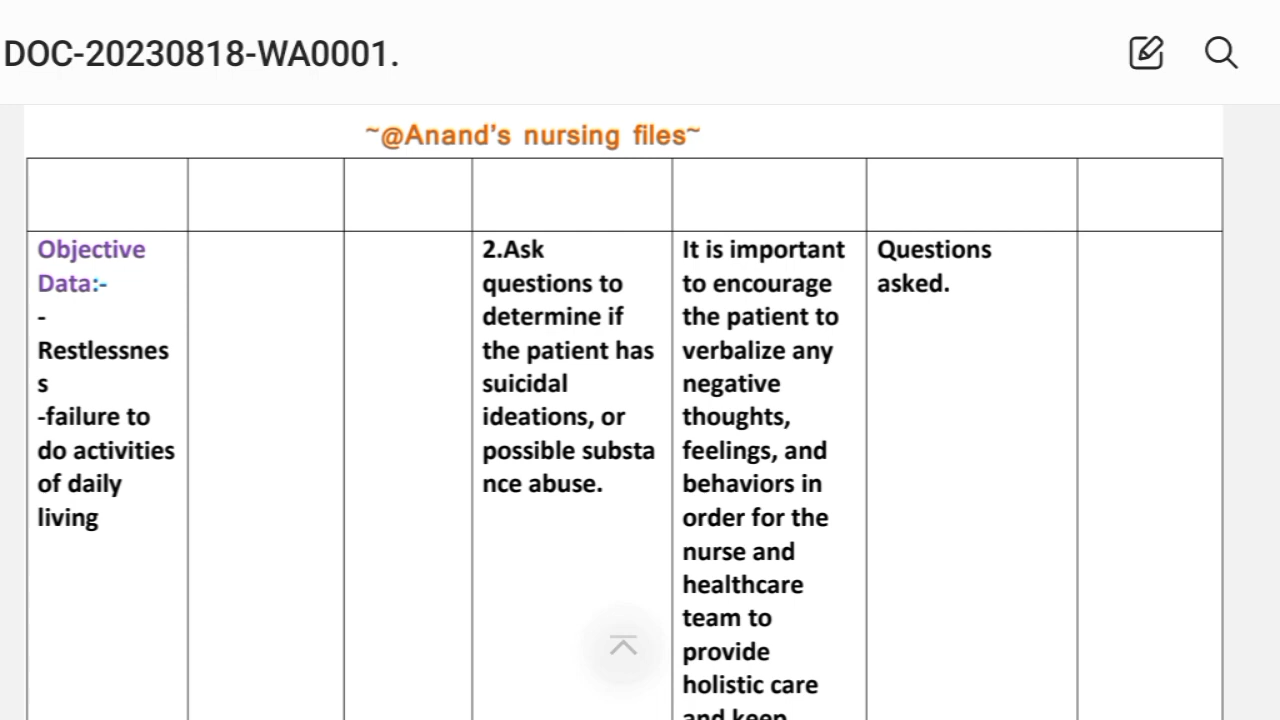 DOC-20230818-WA0001.
~@Anand's nursing files~
Objective
Data:-
-
Restlessnes
s
-failure to
do activities
of daily
living
2.Ask
questions to
determine if
the patient has
suicidal
ideations, or
possible substa
nce abuse.
It is important
to encourage
the patient to
verbalize any
negative
thoughts,
feelings, and
behaviors in
order for the
nurse and
healthcare
team to
provide
holistic care
and keep
Questions
asked.